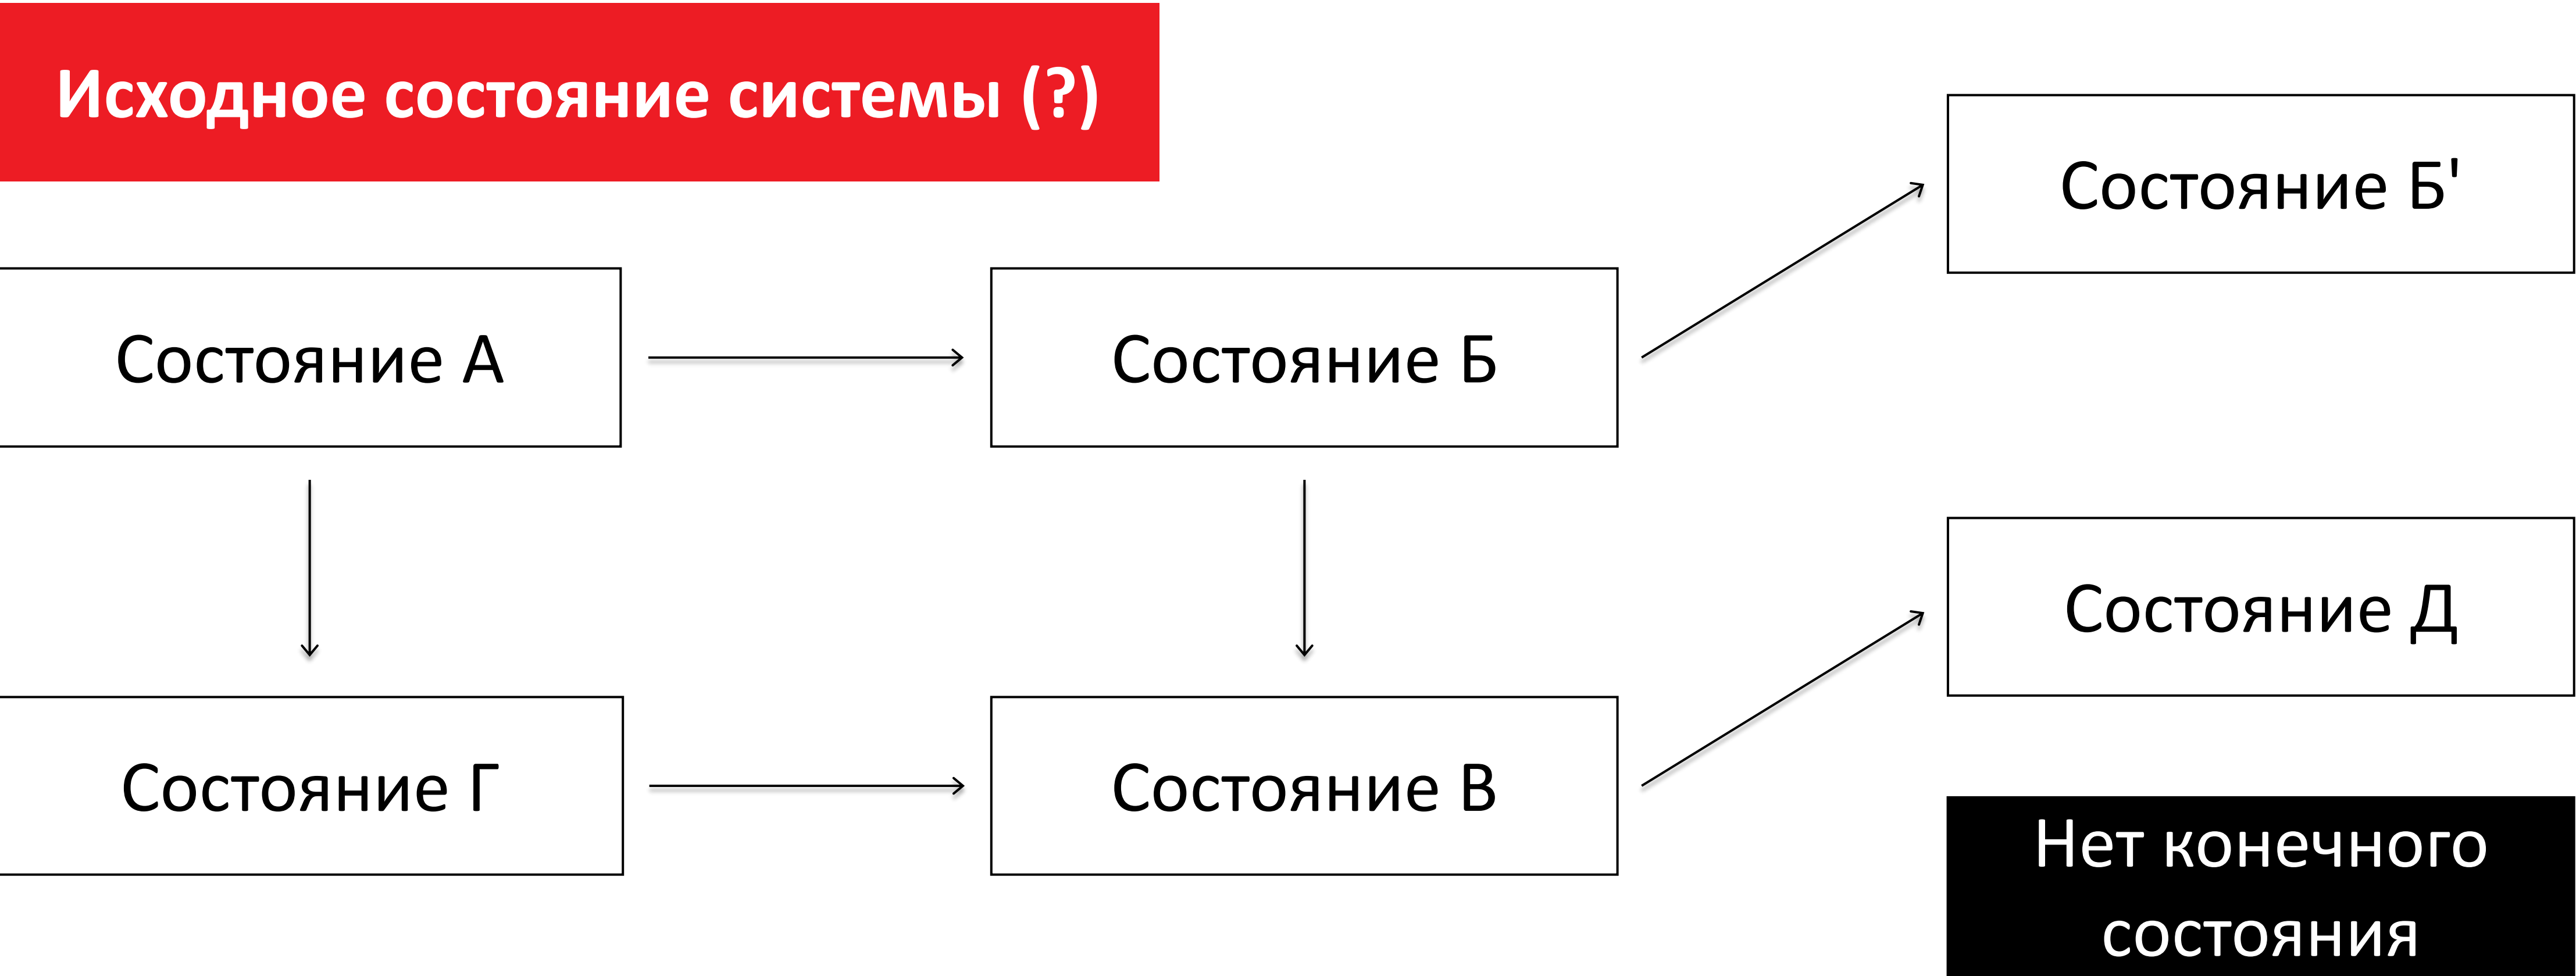 Исходное состояние системы (?)
Состояние Б'
Состояние А
Состояние Б
Состояние Д
Состояние Г
Состояние В
Нет конечного
состояния